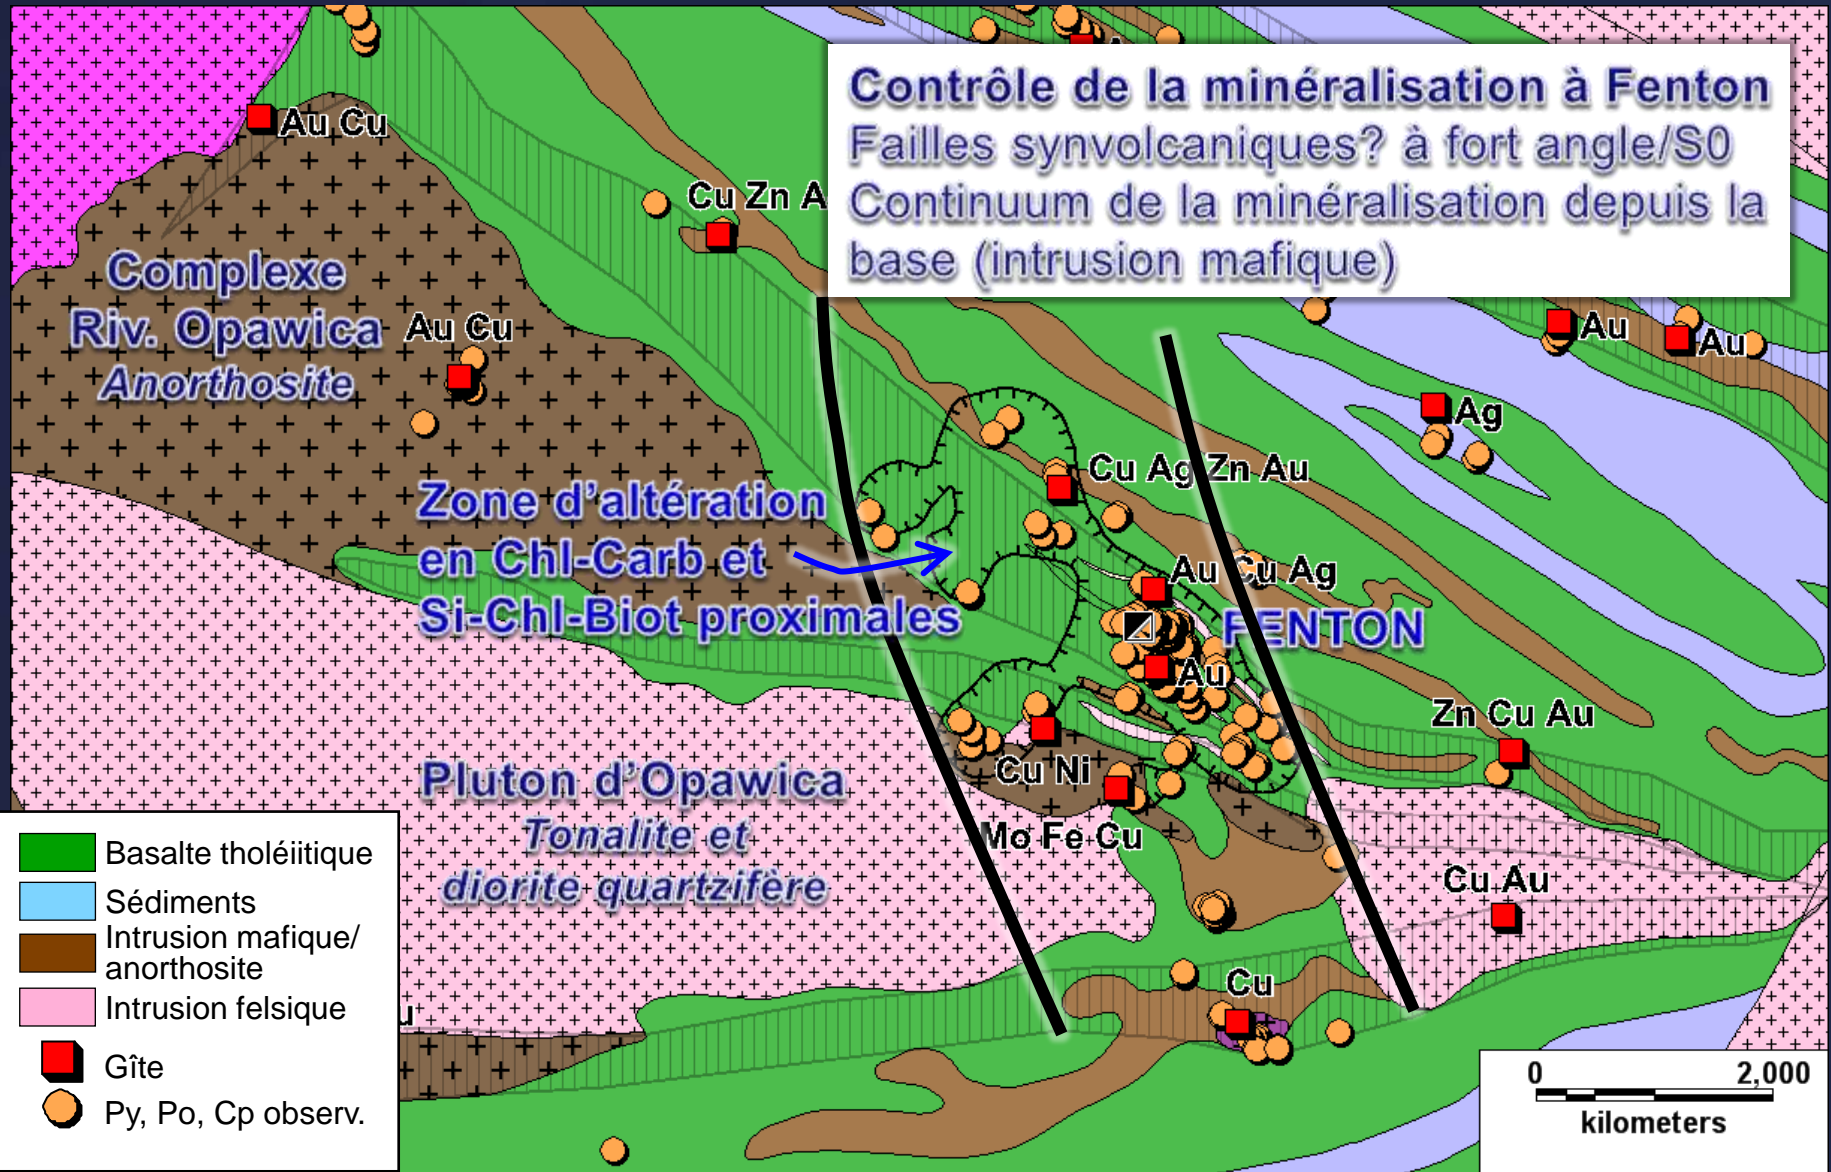 Contrôle de la minéralisation à Fenton
Failles synvolcaniques? à fort angle/S0
Continuum de la minéralisation depuis la
base (intrusion mafique)
Au Cu
Cu Zn A
Complexe
Riv. Opawica
Anorthosite
Au Cu
Au
Au
Ag
Cu Ag Zn Au
Zone d'altération
en Chl-Carb et
Si-Chl-Biot proximales
Au Cu Ag
FENTON
Au
Zn Cu Au
Cu Ni
Mo Fe Cu
Pluton d'Opawica
Tonalite et
diorite quartzifère
Cu Au
Cu
Basalte tholéiitique
Sédiments
Intrusion mafique/
anorthosite
Intrusion felsique
Gîte
Py, Po, Cp observ.
0 2,000
kilometers